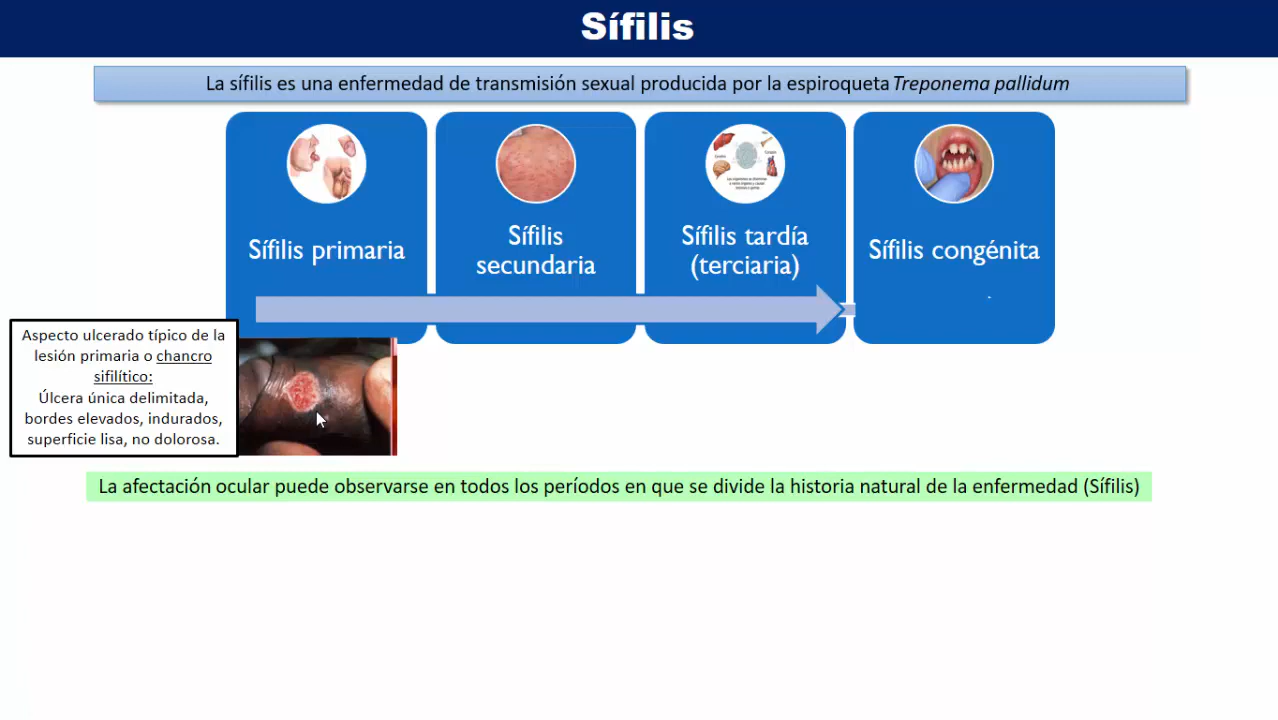 Sífilis
La sífilis es una enfermedad de transmisión sexual producida por la espiroqueta Treponema pallidum
Sífilis primaria
Sífilis
secundaria
Sífilis tardía
(terciaria)
Sífilis congénita
Aspecto ulcerado típico de la
lesión primaria o chancro
sifilítico:
Úlcera única delimitada,
bordes elevados, indurados,
superficie lisa, no dolorosa.
La afectación ocular puede observarse en todos los períodos en que se divide la historia natural de la enfermedad (Sífilis)